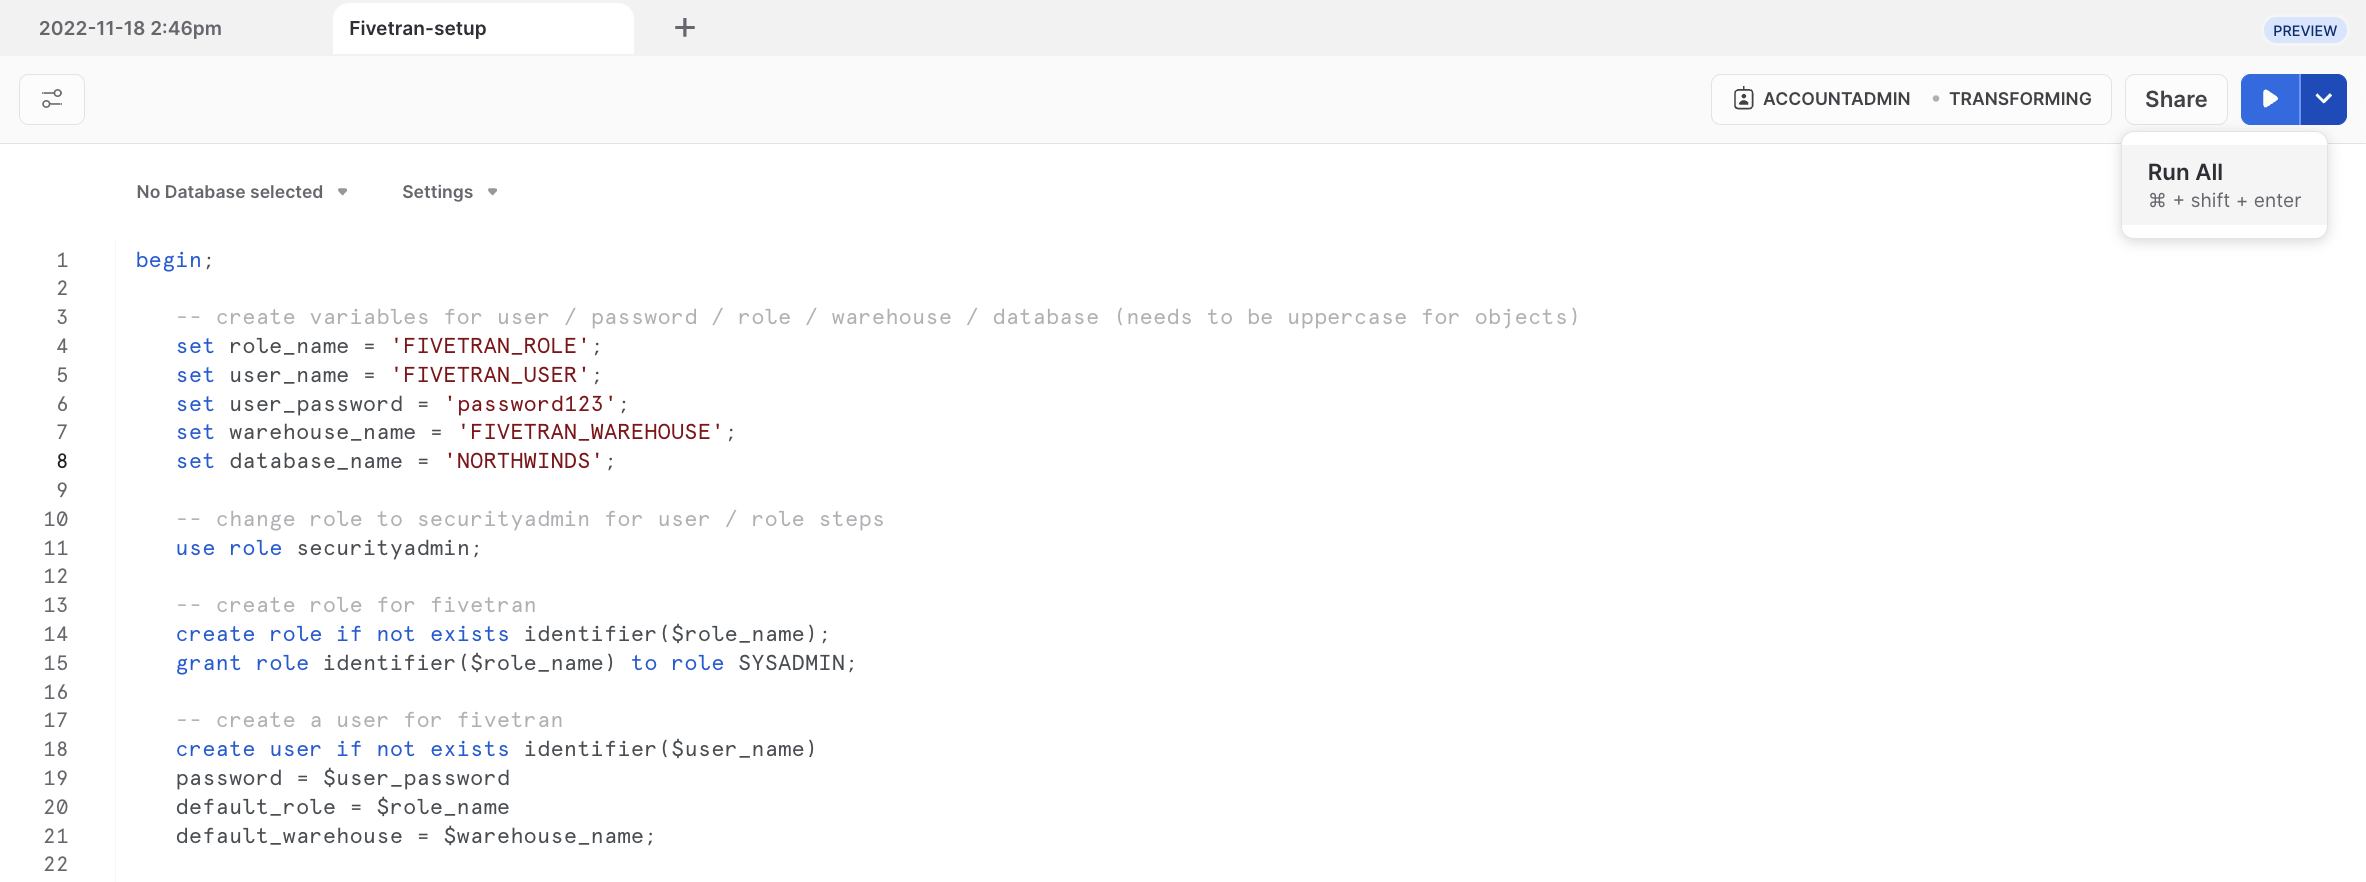 2022-11-18 2:46pm
Fivetran-setup
+
PREVIEW
ACCOUNTADMIN • TRANSFORMING
Share
Run All
⌘ + shift + enter
No Database selected
Settings
1 begin;
2
3 -- create variables for user / password / role / warehouse / database (needs to be uppercase for objects)
4 set role_name = 'FIVETRAN_ROLE';
5 set user_name = 'FIVETRAN_USER';
6 set user_password = 'password123';
7 set warehouse_name = 'FIVETRAN_WAREHOUSE';
8 set database_name = 'NORTHWINDS';
9
10 -- change role to securityadmin for user / role steps
11 use role securityadmin;
12
13 -- create role for fivetran
14 create role if not exists identifier($role_name);
15 grant role identifier($role_name) to role SYSADMIN;
16
17 -- create a user for fivetran
18 create user if not exists identifier($user_name)
19 password = $user_password
20 default_role = $role_name
21 default_warehouse = $warehouse_name;
22